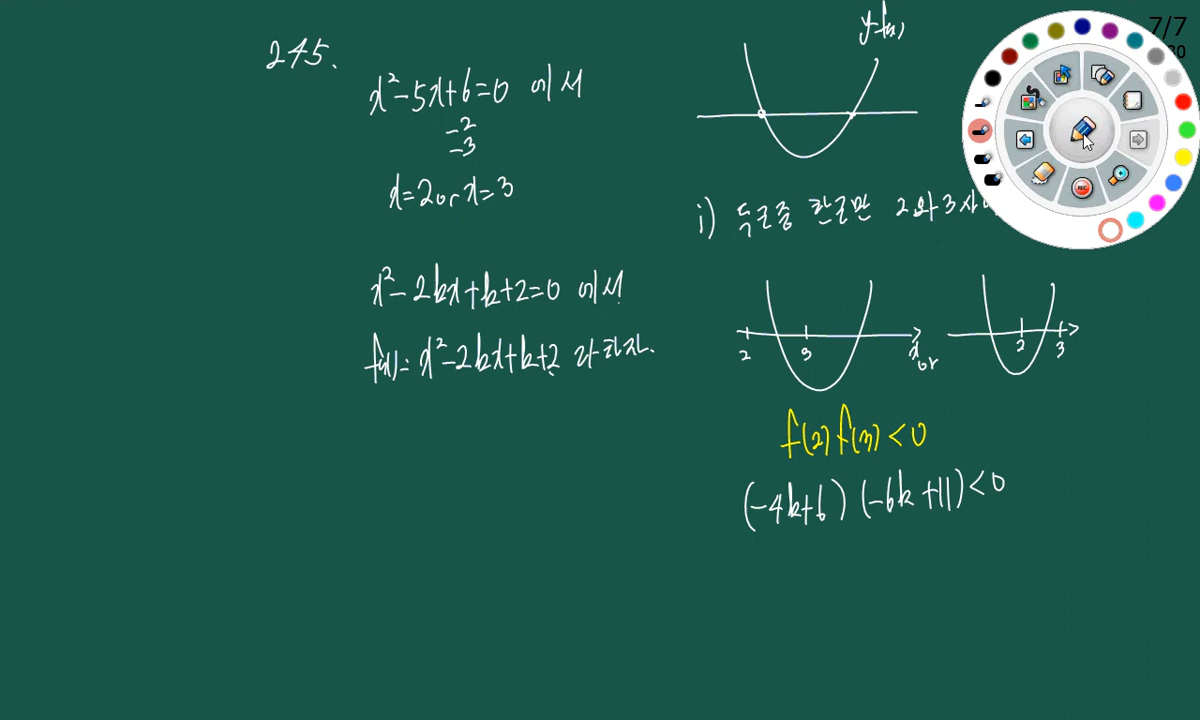 245.
x²-5x+6=0 에서
-2
-3
x=2 or x=3
x²-2kx+k+2=0 에서
f(x)=x²-2kx+k+2 라 하자.
y=f(x)
i) 두근중 한근만 2와 3 사
2 3 x
or
2 3
f(2)f(3)<0
(-4k+6)(-6k+11)<0
7/7
REC